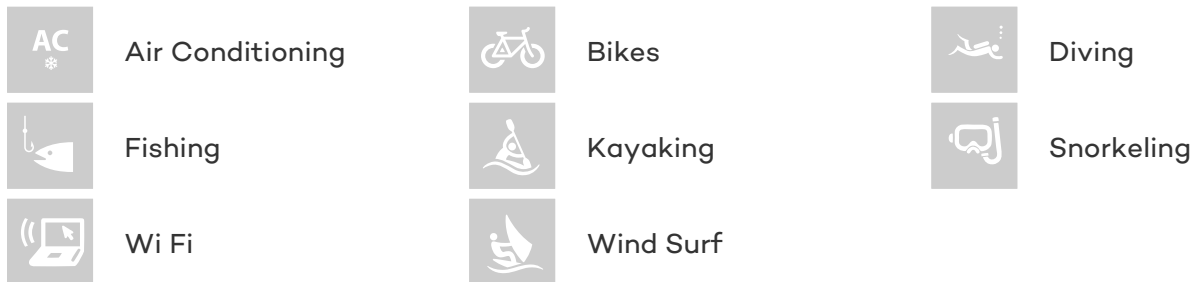 AC
Air Conditioning
Bikes
Diving
Fishing
Kayaking
Snorkeling
Wi Fi
Wind Surf